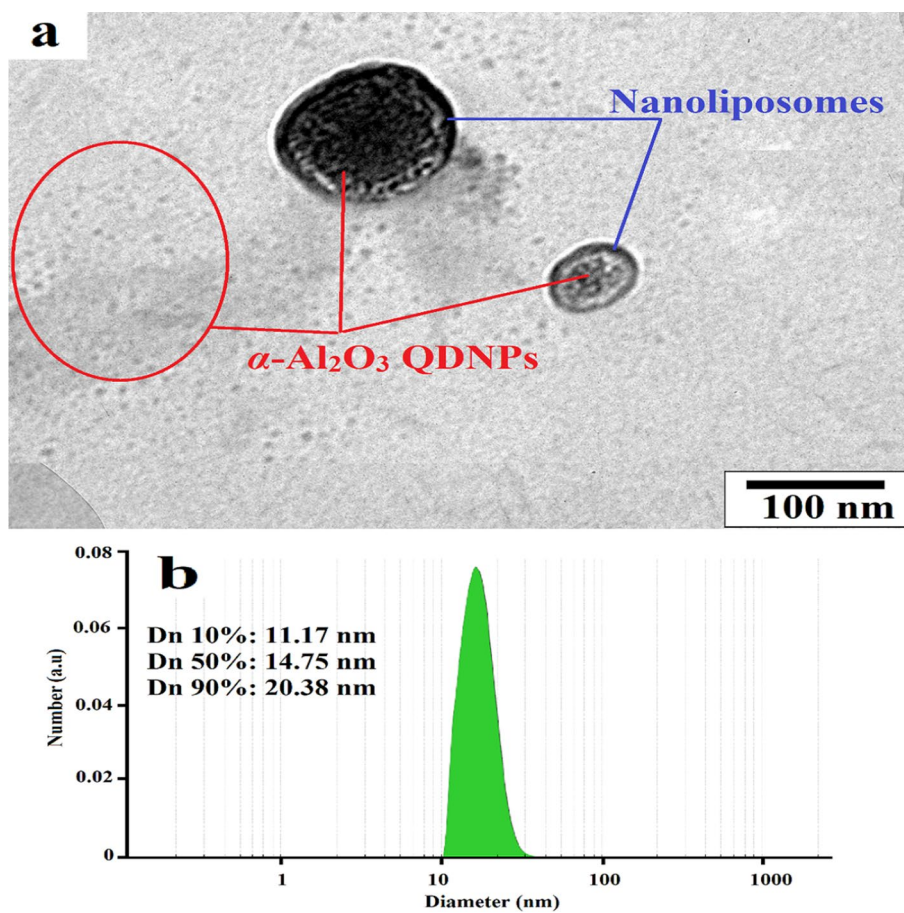 a
Nanoliposomes
α-Al₂O₃ QDNPs
100 nm
b
Dn 10%: 11.17 nm
Dn 50%: 14.75 nm
Dn 90%: 20.38 nm
Number (a.u)
0.08
0.06
0.04
0.02
0
1 10 100 1000
Diameter (nm)